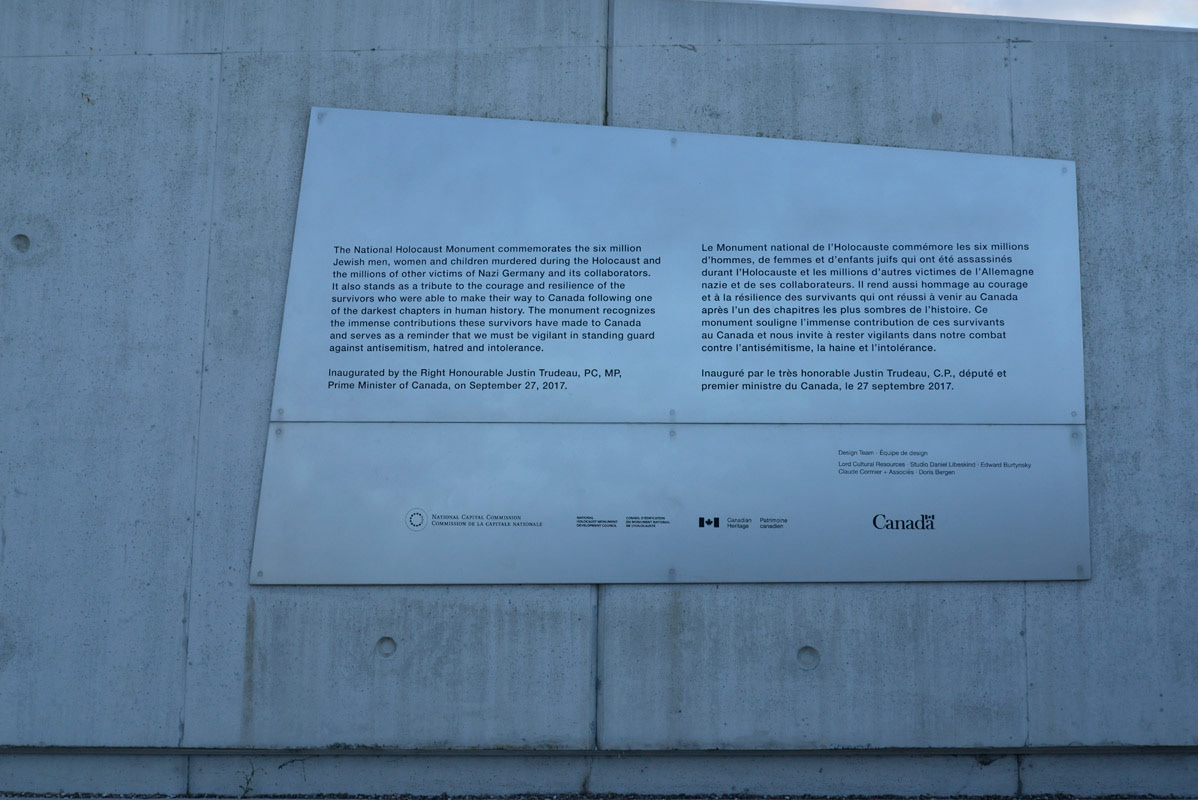 The National Holocaust Monument commemorates the six million
Jewish men, women and children murdered during the Holocaust and
the millions of other victims of Nazi Germany and its collaborators.
It also stands as a tribute to the courage and resilience of the
survivors who were able to make their way to Canada following one
of the darkest chapters in human history. The monument recognizes
the immense contributions these survivors have made to Canada
and serves as a reminder that we must be vigilant in standing guard
against antisemitism, hatred and intolerance.
Inaugurated by the Right Honourable Justin Trudeau, PC, MP,
Prime Minister of Canada, on September 27, 2017.
Le Monument national de l'Holocauste commémore les six millions
d'hommes, de femmes et d'enfants juifs qui ont été assassinés
durant l'Holocauste et les millions d'autres victimes de l'Allemagne
nazie et de ses collaborateurs. Il rend aussi hommage au courage
et à la résilience des survivants qui ont réussi à venir au Canada
après l'un des chapitres les plus sombres de l'histoire. Ce
monument souligne l'immense contribution de ces survivants
au Canada et nous invite à rester vigilants dans notre combat
contre l'antisémitisme, la haine et l'intolérance.
Inauguré par le très honorable Justin Trudeau, C.P., député et
premier ministre du Canada, le 27 septembre 2017.
Design Team · Équipe de design
Lord Cultural Resources · Studio Daniel Libeskind · Edward Burtynsky
Claude Cormier + Associés · Doris Bergen
National Capital Commission
Commission de la capitale nationale
NATIONAL
HOLOCAUST MONUMENT
DEVELOPMENT COUNCIL
CONSEIL D'ÉDIFICATION
DU MONUMENT NATIONAL
DE L'HOLOCAUSTE
Canadian
Heritage
Patrimoine
canadien
Canada